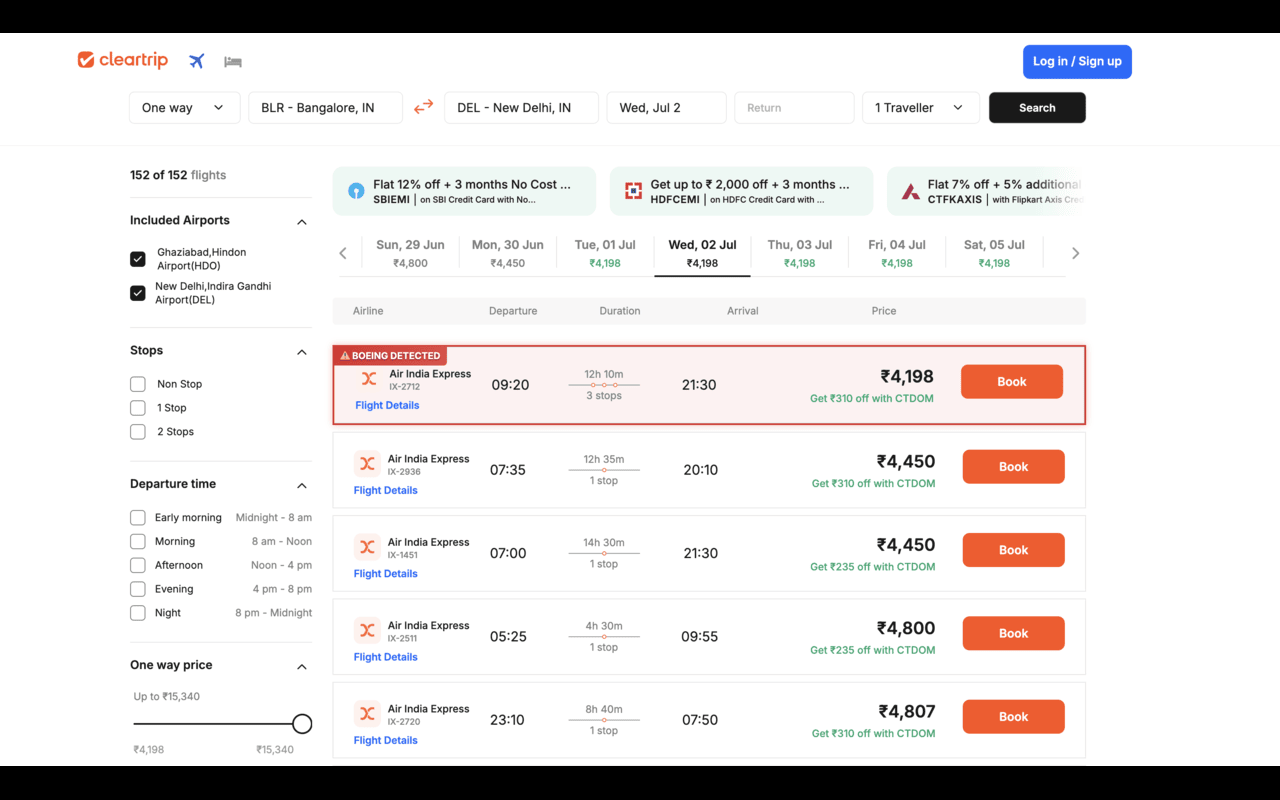 cleartrip
Log in / Sign up
One way
BLR - Bangalore, IN
DEL - New Delhi, IN
Wed, Jul 2
Return
1 Traveller
Search
152 of 152 flights
Included Airports
Ghaziabad,Hindon
Airport(HDO)
New Delhi,Indira Gandhi
Airport(DEL)
Stops
Non Stop
1 Stop
2 Stops
Departure time
Early morning Midnight - 8 am
Morning 8 am - Noon
Afternoon Noon - 4 pm
Evening 4 pm - 8 pm
Night 8 pm - Midnight
One way price
Up to ₹15,340
₹4,198 ₹15,340
Flat 12% off + 3 months No Cost ...
SBIEMI | on SBI Credit Card with No...
Get up to ₹ 2,000 off + 3 months ...
HDFCEMI | on HDFC Credit Card with ...
Flat 7% off + 5% additional
CTFKAXIS | with Flipkart Axis Cre
Sun, 29 Jun
₹4,800
Mon, 30 Jun
₹4,450
Tue, 01 Jul
₹4,198
Wed, 02 Jul
₹4,198
Thu, 03 Jul
₹4,198
Fri, 04 Jul
₹4,198
Sat, 05 Jul
₹4,198
Airline Departure Duration Arrival Price
BOEING DETECTED
Air India Express
IX-2712
Flight Details
09:20
12h 10m
3 stops
21:30
₹4,198
Get ₹310 off with CTDOM
Book
Air India Express
IX-2936
Flight Details
07:35
12h 35m
1 stop
20:10
₹4,450
Get ₹310 off with CTDOM
Book
Air India Express
IX-1451
Flight Details
07:00
14h 30m
1 stop
21:30
₹4,450
Get ₹235 off with CTDOM
Book
Air India Express
IX-2511
Flight Details
05:25
4h 30m
1 stop
09:55
₹4,800
Get ₹235 off with CTDOM
Book
Air India Express
IX-2720
Flight Details
23:10
8h 40m
1 stop
07:50
₹4,807
Get ₹310 off with CTDOM
Book